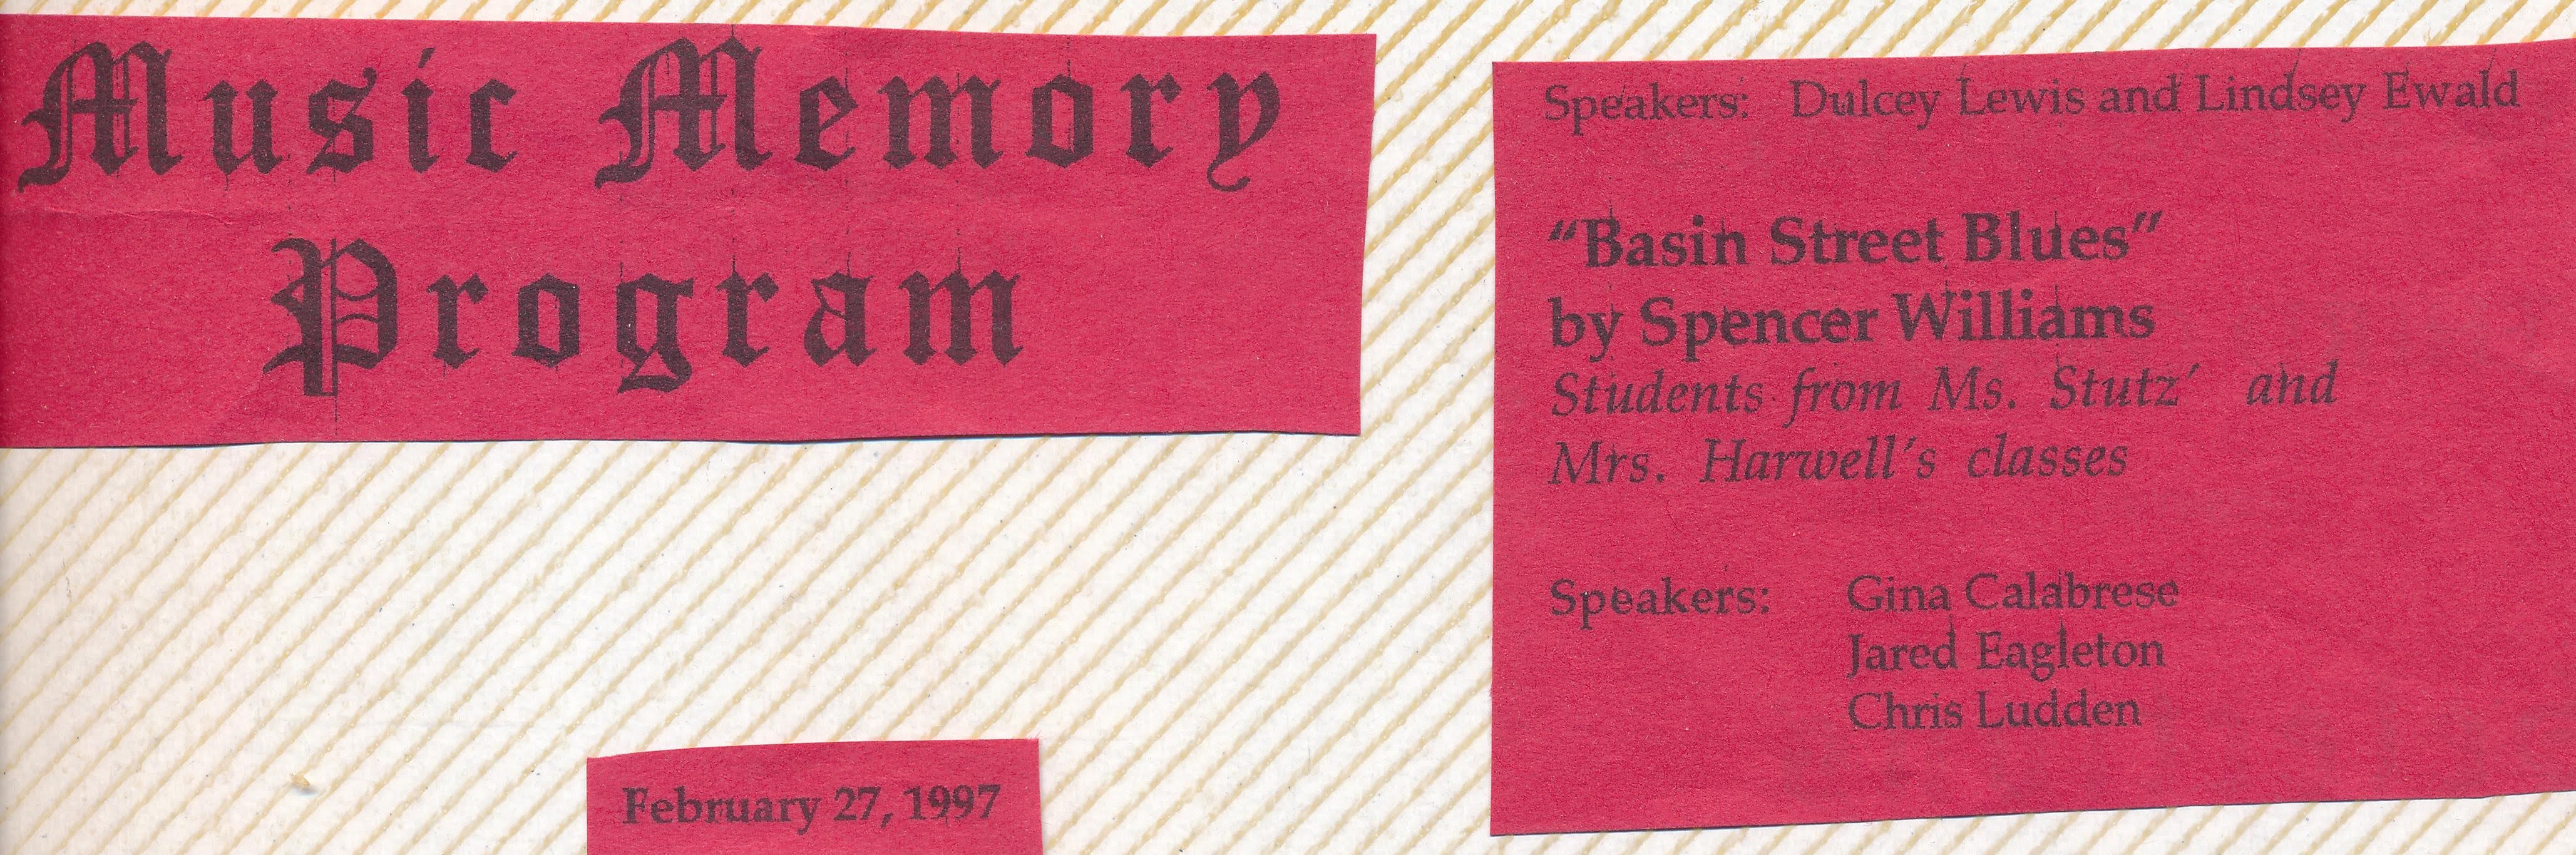 Music Memory
Program
February 27, 1997
Speakers: Dulcey Lewis and Lindsey Ewald
“Basin Street Blues”
by Spencer Williams
Students from Ms. Stutz’ and
Mrs. Harwell’s classes
Speakers: Gina Calabrese
Jared Eagleton
Chris Ludden